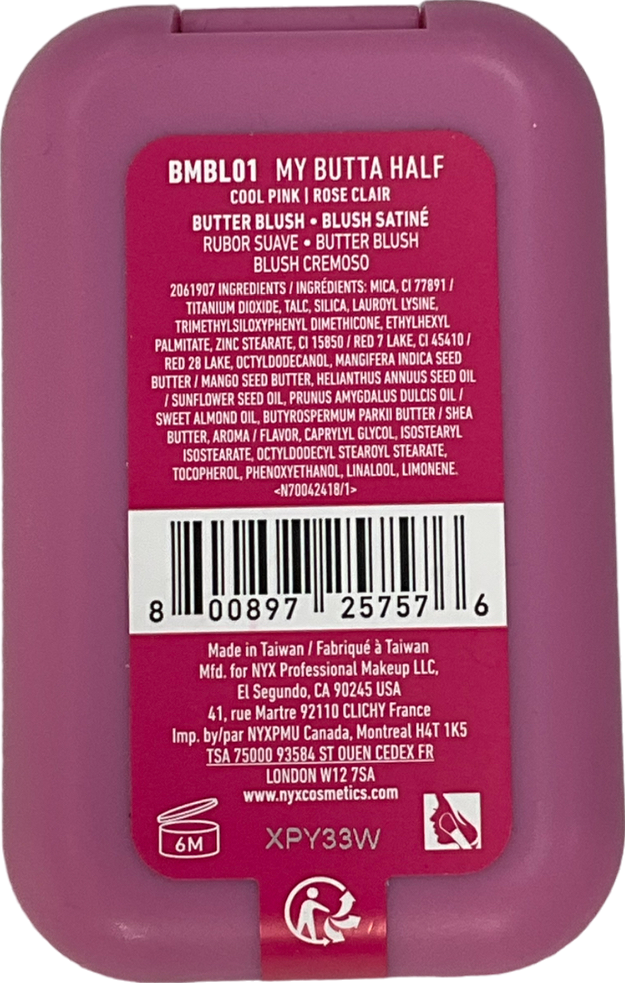 BMBL01 MY BUTTA HALF
COOL PINK | ROSE CLAIR
BUTTER BLUSH • BLUSH SATINÉ
RUBOR SUAVE • BUTTER BLUSH
BLUSH CREMOSO
2061907 INGREDIENTS / INGRÉDIENTS: MICA, CI 77891 /
TITANIUM DIOXIDE, TALC, SILICA, LAUROYL LYSINE,
TRIMETHYLSILOXYPHENYL DIMETHICONE, ETHYLHEXYL
PALMITATE, ZINC STEARATE, CI 15850 / RED 7 LAKE, CI 45410 /
RED 28 LAKE, OCTYLDODECANOL, MANGIFERA INDICA SEED
BUTTER / MANGO SEED BUTTER, HELIANTHUS ANNUUS SEED OIL
/ SUNFLOWER SEED OIL, PRUNUS AMYGDALUS DULCIS OIL /
SWEET ALMOND OIL, BUTYROSPERMUM PARKII BUTTER / SHEA
BUTTER, AROMA / FLAVOR, CAPRYLYL GLYCOL, ISOSTEARYL
ISOSTEARATE, OCTYLDODECYL STEAROYL STEARATE,
TOCOPHEROL, PHENOXYETHANOL, LINALOOL, LIMONENE.
<N70042418/1>
8 00897 25757 6
Made in Taiwan / Fabriqué à Taiwan
Mfd. for NYX Professional Makeup LLC,
El Segundo, CA 90245 USA
41, rue Martre 92110 CLICHY France
Imp. by/par NYXPMU Canada, Montreal H4T 1K5
TSA 75000 93584 ST OUEN CEDEX FR
LONDON W12 7SA
www.nyxcosmetics.com
6M
XPY33W